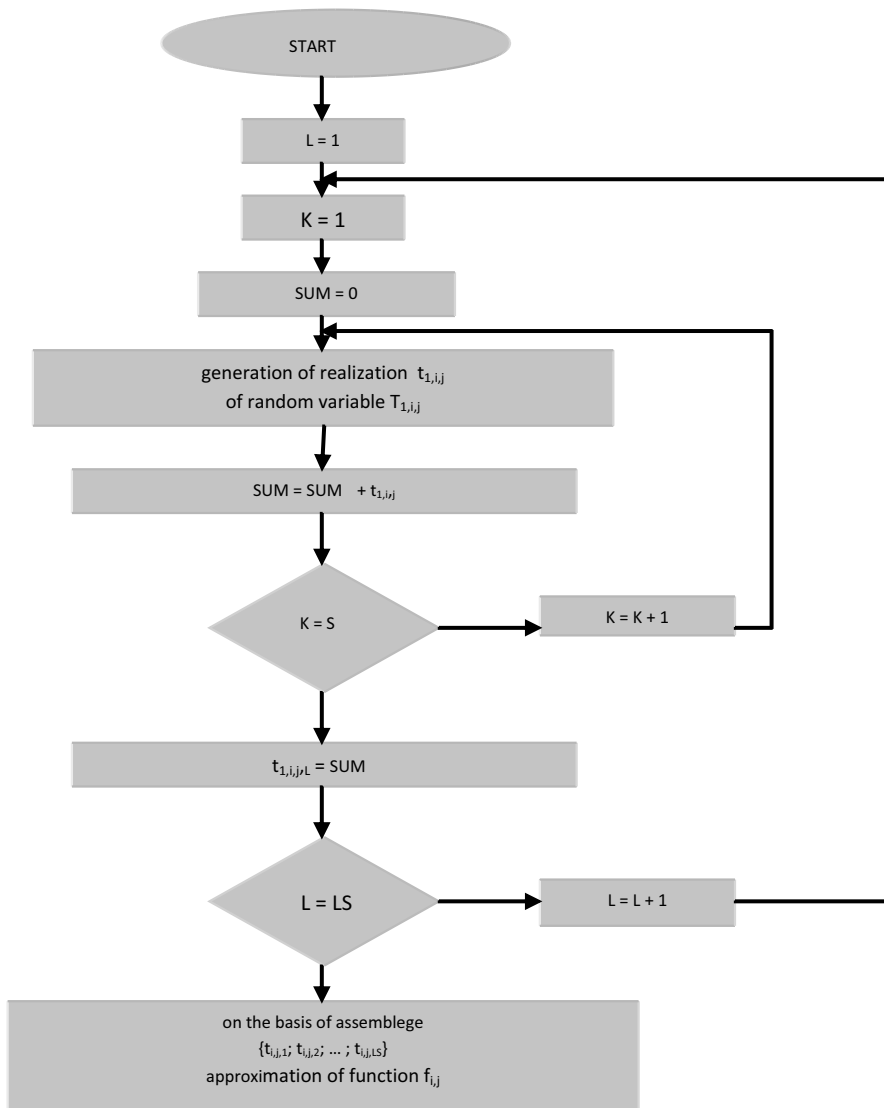 START
L = 1
K = 1
SUM = 0
generation of realization t1,i,j
of random variable T1,i,j
SUM = SUM + t1,i,j
K = S
K = K + 1
t1,i,j,L = SUM
L = LS
L = L + 1
on the basis of assemblege
{ti,j,1; ti,j,2; ... ; ti,j,LS}
approximation of function fi,j